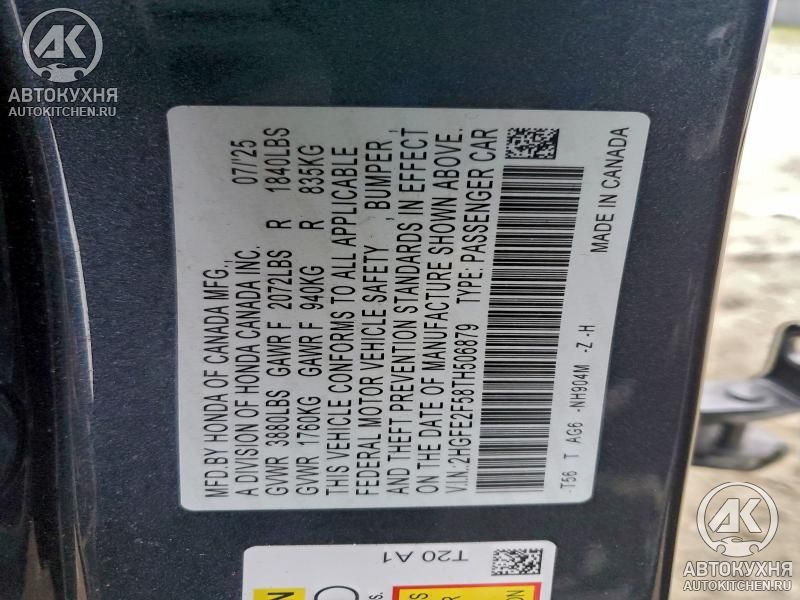 АК
АВТОКУХНЯ
AUTOKITCHEN.RU
MFD.BY HONDA OF CANADA MFG., 07/'25
A DIVISION OF HONDA CANADA INC.
GVWR 3880LBS GAWR F 2072LBS R 1840LBS
GVWR 1760KG GAWR F 940KG R 835KG
THIS VEHICLE CONFORMS TO ALL APPLICABLE
FEDERAL MOTOR VEHICLE SAFETY , BUMPER ,
AND THEFT PREVENTION STANDARDS IN EFFECT
ON THE DATE OF MANUFACTURE SHOWN ABOVE.
V.I.N.:2HGFE2F58TH506879 TYPE: PASSENGER CAR
-T56 T AG6 -NH904M -Z -H
MADE IN CANADA
T20 A1
АК
АВТОКУХНЯ
AUTOKITCHEN.RU